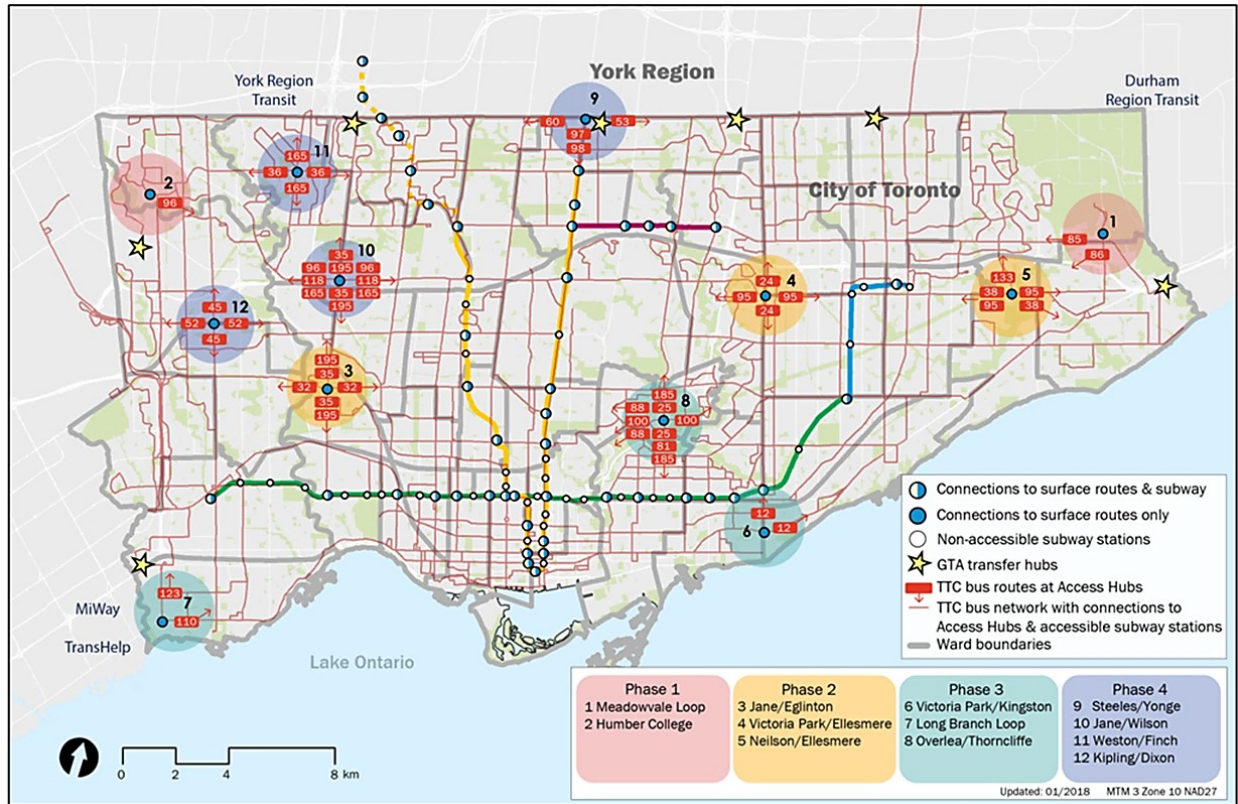 York Region
York Region
Transit
Durham
Region Transit
9
60
53
97
98
11
165
36
36
165
City of Toronto
2
96
1
85
86
10
35
96
195
96
118
118
165
35
165
195
4
24
95
95
24
5
133
38
95
95
38
12
45
52
52
45
3
195
35
32
32
35
195
8
185
88
25
100
100
88
25
81
185
12
6
12
123
7
110
MiWay
TransHelp
Lake Ontario
Connections to surface routes & subway
Connections to surface routes only
Non-accessible subway stations
GTA transfer hubs
TTC bus routes at Access Hubs
TTC bus network with connections to
Access Hubs & accessible subway stations
Ward boundaries
Phase 1
1 Meadowvale Loop
2 Humber College
Phase 2
3 Jane/Eglinton
4 Victoria Park/Ellesmere
5 Neilson/Ellesmere
Phase 3
6 Victoria Park/Kingston
7 Long Branch Loop
8 Overlea/Thorncliffe
Phase 4
9 Steeles/Yonge
10 Jane/Wilson
11 Weston/Finch
12 Kipling/Dixon
0 2 4 8 km
Updated: 01/2018 MTM 3 Zone 10 NAD27